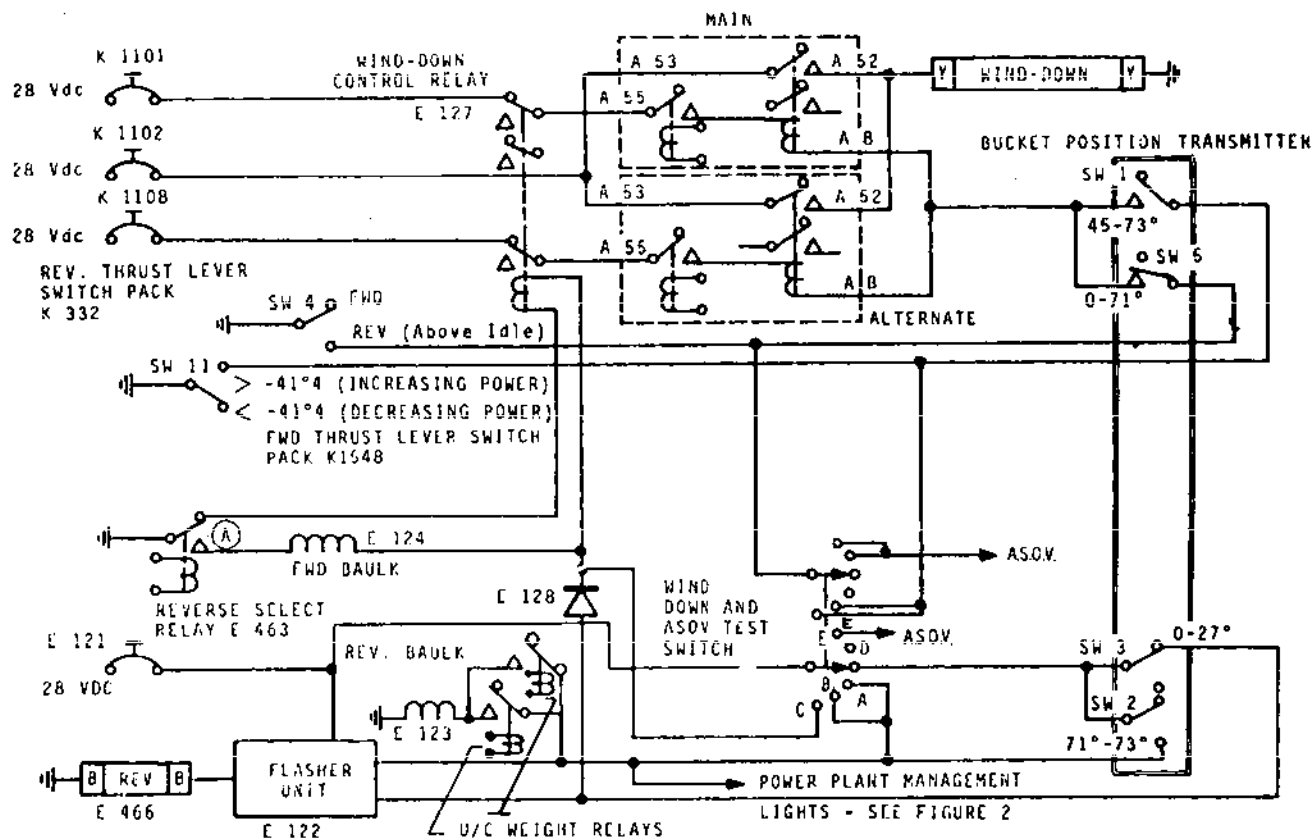 MAIN
K 1101
28 Vdc
WIND-DOWN
CONTROL RELAY
E 127
A 53
A 52
Y WIND-DOWN Y
A 55
K 1102
28 Vdc
A 8
BUCKET POSITION TRANSMITTER
SW 1
45-73°
K 1108
28 Vdc
A 53
A 52
A 55
SW 5
0-71°
A 8
ALTERNATE
REV. THRUST LEVER
SWITCH PACK
K 332
SW 4
FWD
REV (Above Idle)
SW 11
> -41°4 (INCREASING POWER)
< -41°4 (DECREASING POWER)
FWD THRUST LEVER SWITCH
PACK K1548
A
E 124
FWD BAULK
REVERSE SELECT
RELAY E 463
E 128
WIND
DOWN AND
ASOV TEST
SWITCH
A.S.O.V.
E
E
ASOV.
D
B
A
C
E 121
28 VDC
REV. BAULK
E 123
SW 3
0-27°
SW 2
71°-73°
B REV B
E 466
FLASHER
UNIT
E 122
U/C WEIGHT RELAYS
POWER PLANT MANAGEMENT
LIGHTS - SEE FIGURE 2